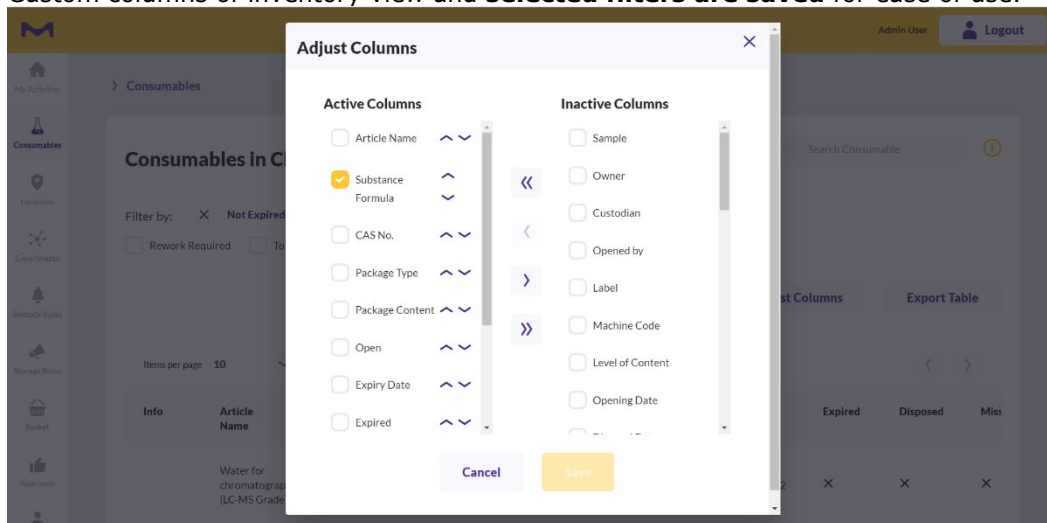 Custom columns of inventory view and selected filters are saved for ease of use.
Admin User
Logout
Adjust Columns
My Activities
> Consumables
Active Columns
Inactive Columns
Consumables
Article Name
Sample
Search Consumable
Consumables in C
Substance
Formula
Owner
Locations
Custodian
Filter by:
Not Expired
CAS No.
Opened by
Rework Required
To
Experiments
Package Type
Label
Package Content
st Columns
Export Table
Machine Code
Open
Level of Content
Items per page 10
Storage Rules
Expiry Date
Opening Date
Info
Article
Name
Expired
Disposed
Miss
Expired
Basket
Cancel
Save
Water for
chromatograp
(LC-MS Grade
2
Approvals